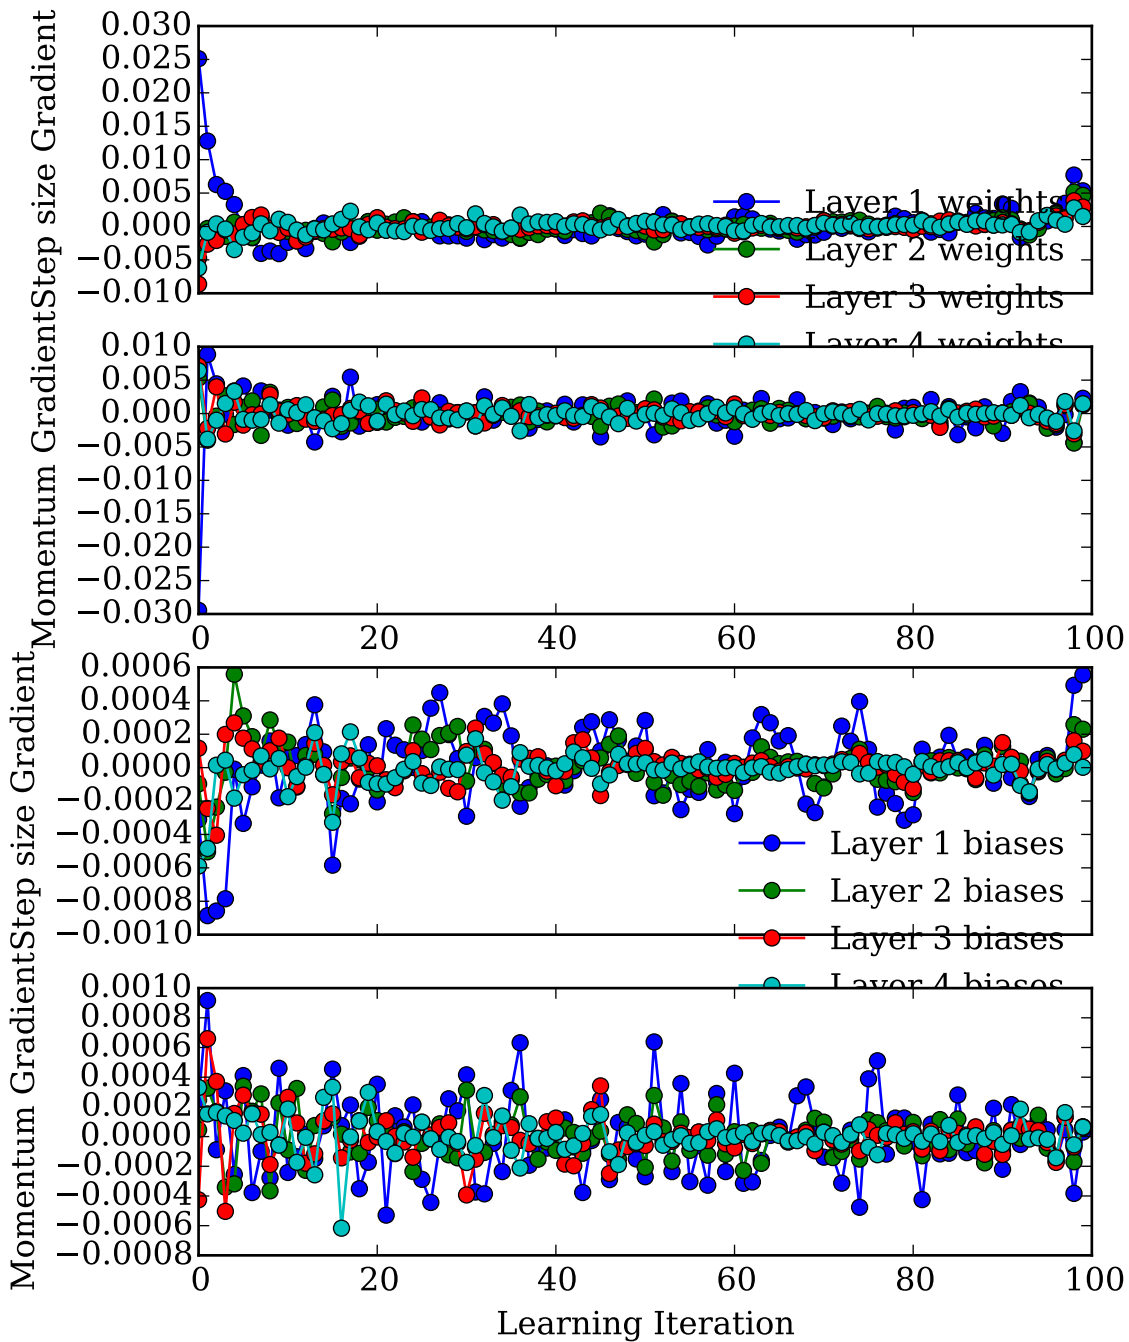 Step size Gradient
0.030
0.025
0.020
0.015
0.010
0.005
0.000
−0.005
−0.010
Layer 1 weights
Layer 2 weights
Layer 3 weights
Layer 4 weights
Momentum Gradient
0.010
0.005
0.000
−0.005
−0.010
−0.015
−0.020
−0.025
−0.030
0 20 40 60 80 100
Step size Gradient
0.0006
0.0004
0.0002
0.0000
−0.0002
−0.0004
−0.0006
−0.0008
−0.0010
Layer 1 biases
Layer 2 biases
Layer 3 biases
Layer 4 biases
Momentum Gradient
0.0010
0.0008
0.0006
0.0004
0.0002
0.0000
−0.0002
−0.0004
−0.0006
−0.0008
0 20 40 60 80 100
Learning Iteration